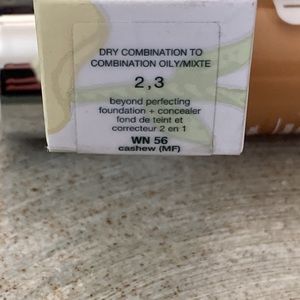 DRY COMBINATION TO
COMBINATION OILY/MIXTE
2,3
beyond perfecting
foundation + concealer
fond de teint et
correcteur 2 en 1
WN 56
cashew (MF)